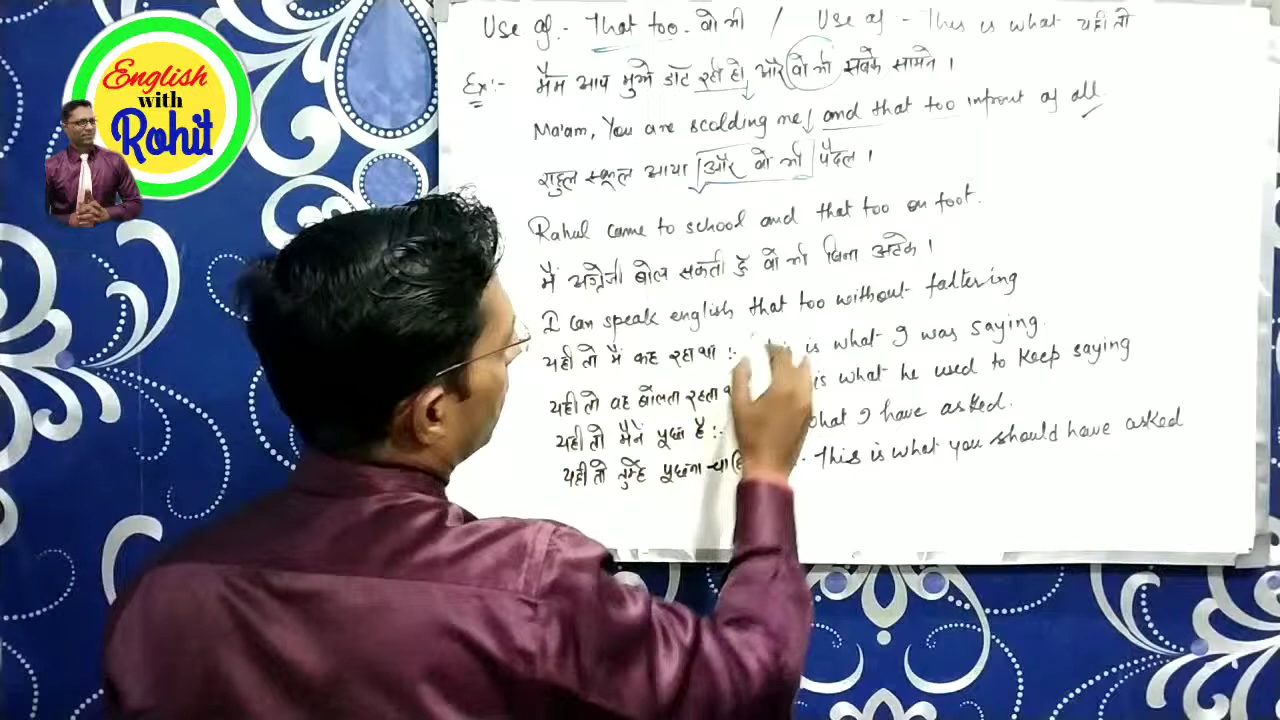 English
with
Rohit
Use of :- That too - वो भी / Use of :- This is what यही तो
Ex :- मैम आप मुझे डांट रही हो, और वो भी सबके सामने ।
Ma'am, You are scolding me, and that too infront of all
राहुल स्कूल आया और वो भी पैदल ।
Rahul came to school and that too on foot.
मैं अंग्रेजी बोल सकती हूँ वो भी बिना अटके ।
I can speak english that too without faltering
यही तो मैं कह रहा था :- is what I was saying.
यही तो वह बोलता रहता is what he used to keep saying
यही तो मैंने पूछा है :- what I have asked.
यही तो तुम्हे पूछना This is what you should have asked